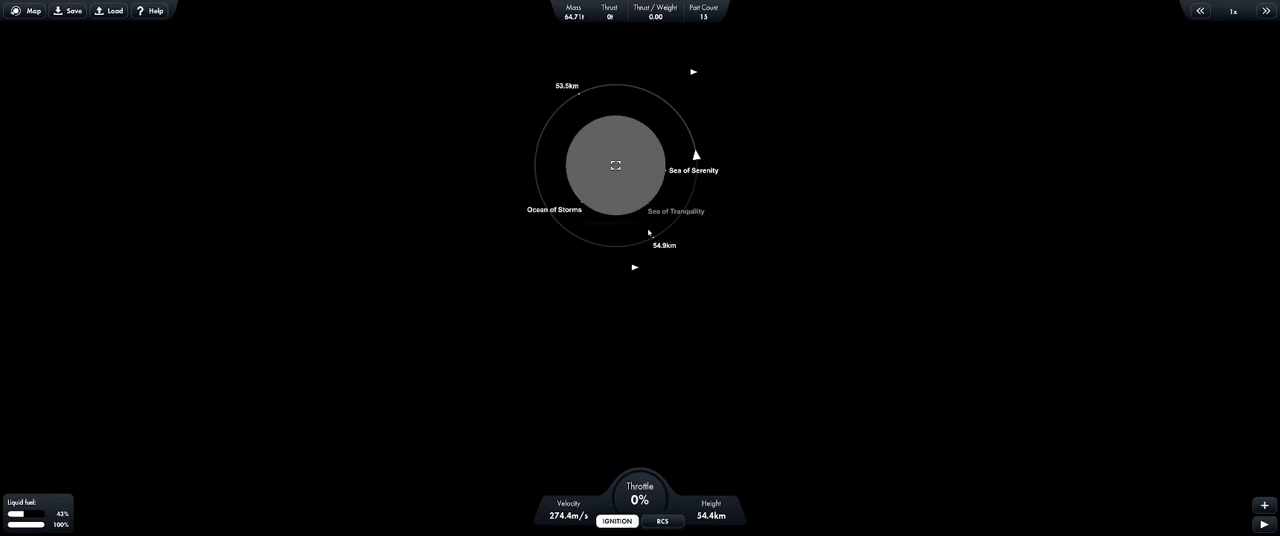 Map Save Load Help
Mass Thrust Thrust / Weight Part Count
64.71t 0t 0.00 15
1x
53.5km
Sea of Serenity
Ocean of Storms
Sea of Tranquility
54.9km
Throttle
0%
Velocity
274.4m/s
Height
54.4km
IGNITION RCS
Liquid fuel:
43%
100%